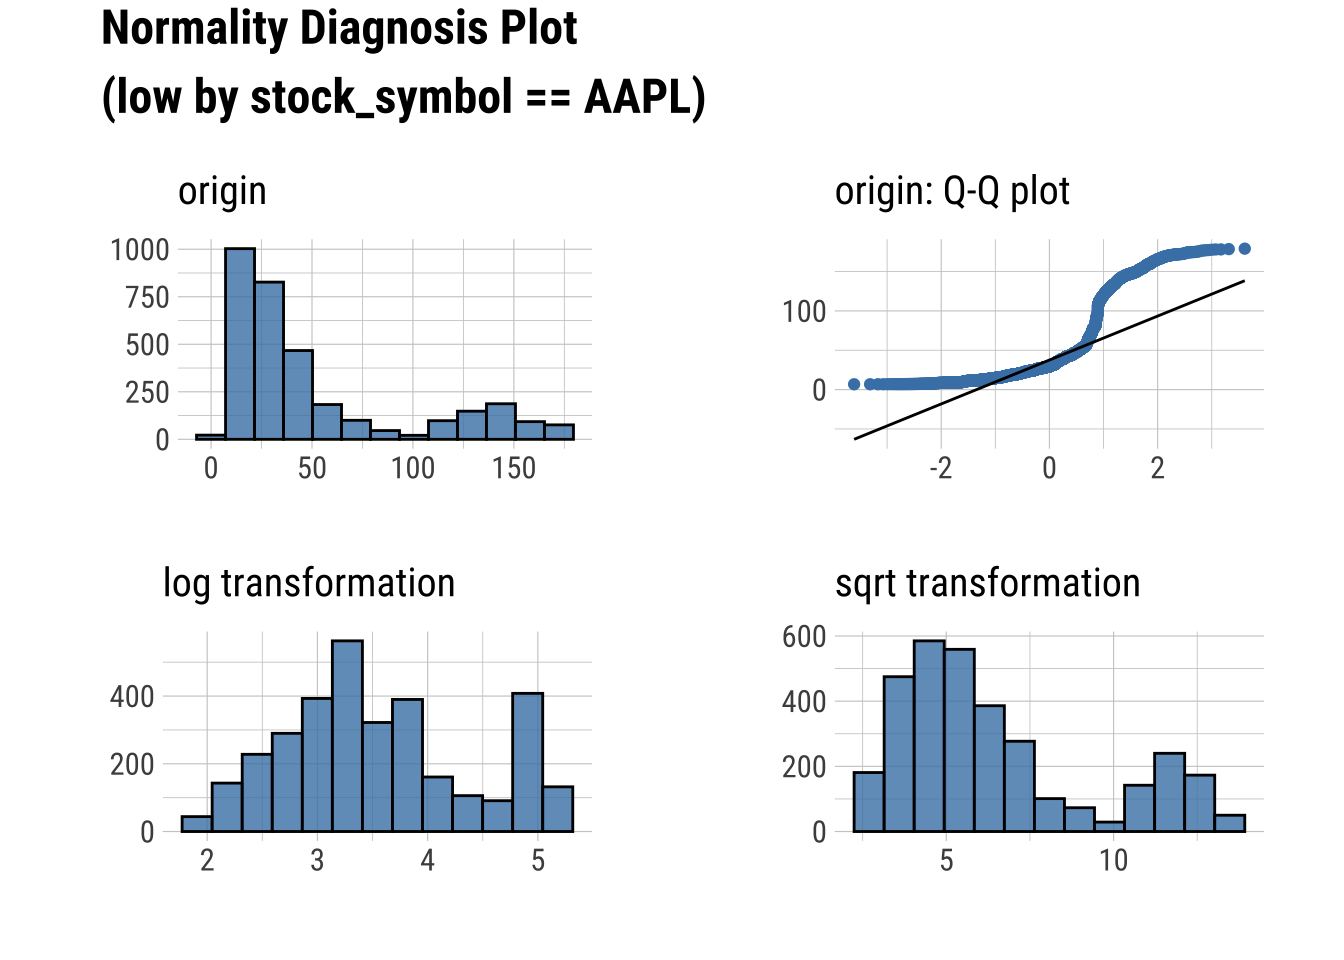 Normality Diagnosis Plot
(low by stock_symbol == AAPL)
origin
1000
750
500
250
0
0 50 100 150
origin: Q-Q plot
100
0
-2 0 2
log transformation
400
200
0
2 3 4 5
sqrt transformation
600
400
200
0
5 10